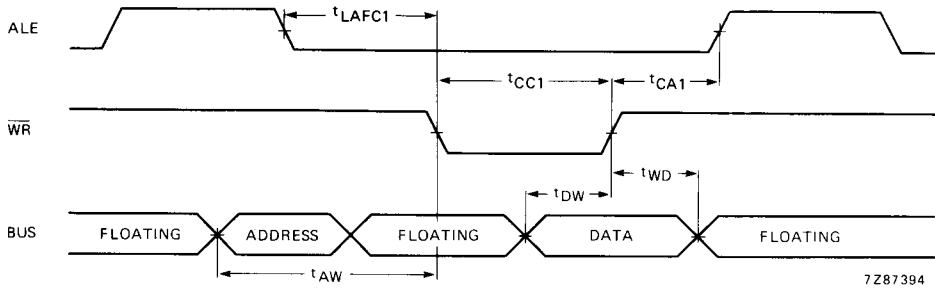 ALE
tLAFC1
tCC1
tCA1
WR
tDW
tWD
BUS
FLOATING
ADDRESS
FLOATING
DATA
FLOATING
tAW
7Z87394